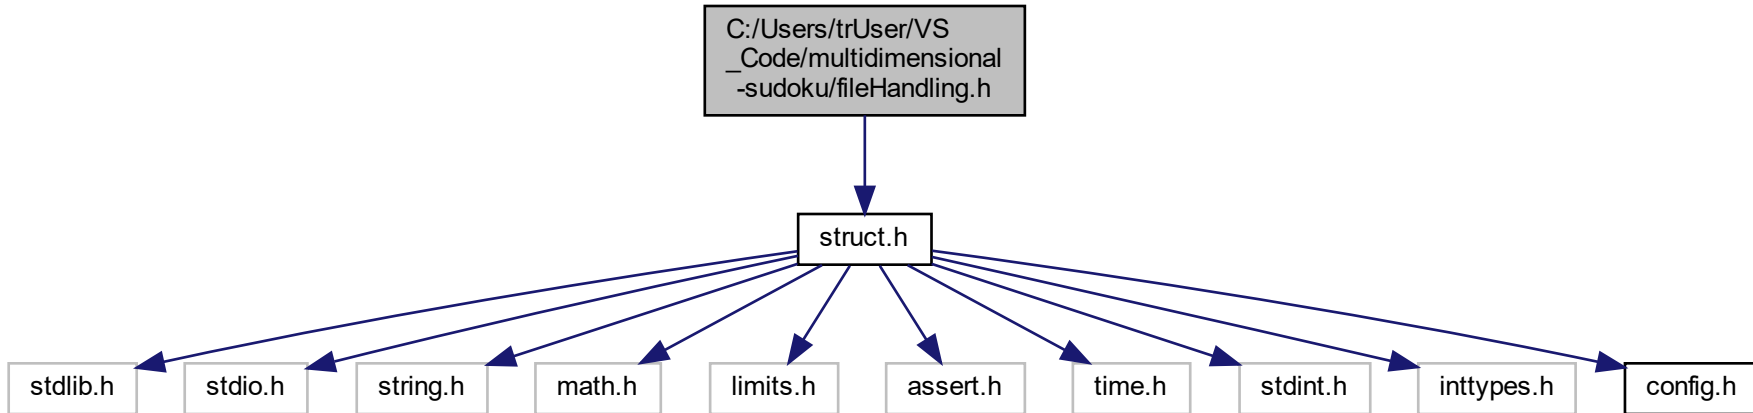 C:/Users/trUser/VS
_Code/multidimensional
-sudoku/fileHandling.h
struct.h
stdlib.h
stdio.h
string.h
math.h
limits.h
assert.h
time.h
stdint.h
inttypes.h
config.h